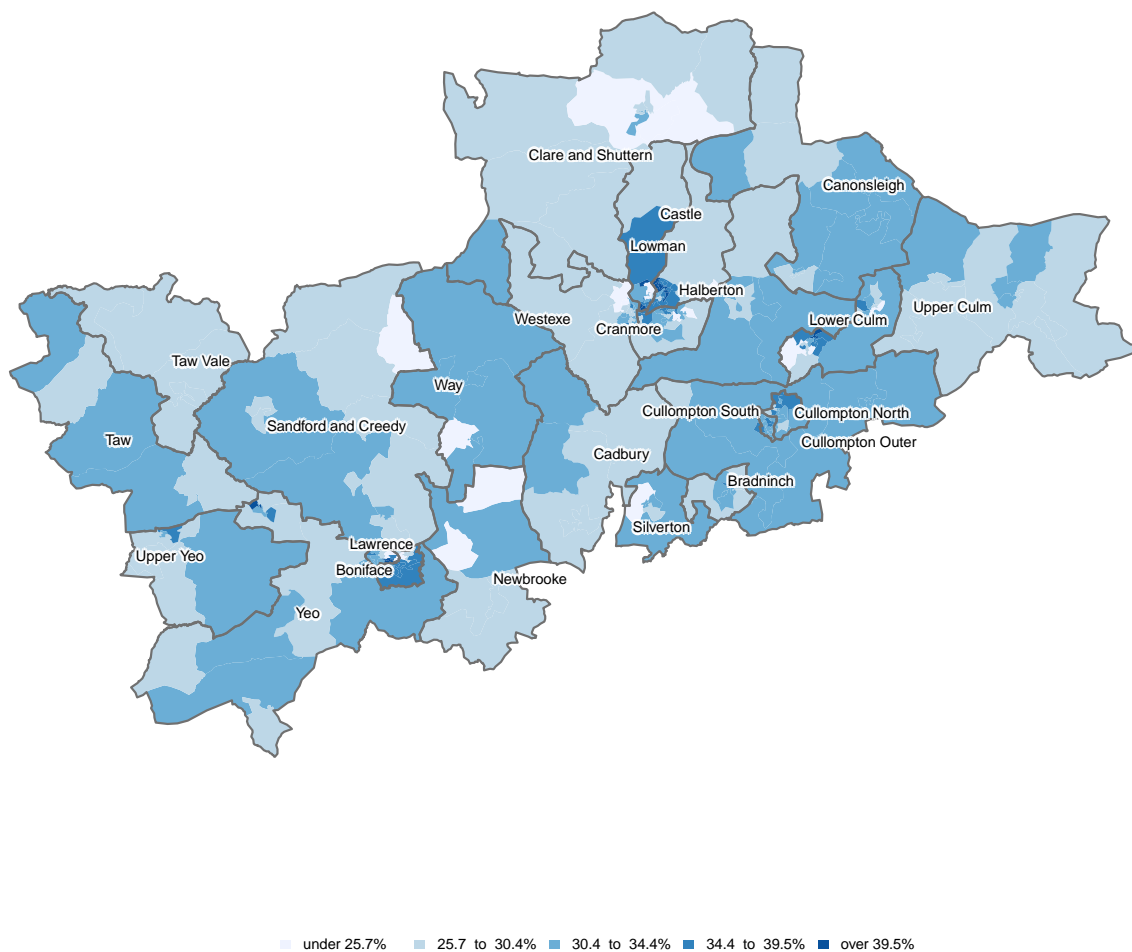 Clare and Shuttern
Canonsleigh
Castle
Lowman
Halberton
Upper Culm
Westexe
Lower Culm
Cranmore
Taw Vale
Way
Cullompton South
Cullompton North
Sandford and Creedy
Taw
Cullompton Outer
Cadbury
Bradninch
Silverton
Lawrence
Upper Yeo
Boniface
Newbrooke
Yeo
under 25.7% 25.7 to 30.4% 30.4 to 34.4% 34.4 to 39.5% over 39.5%